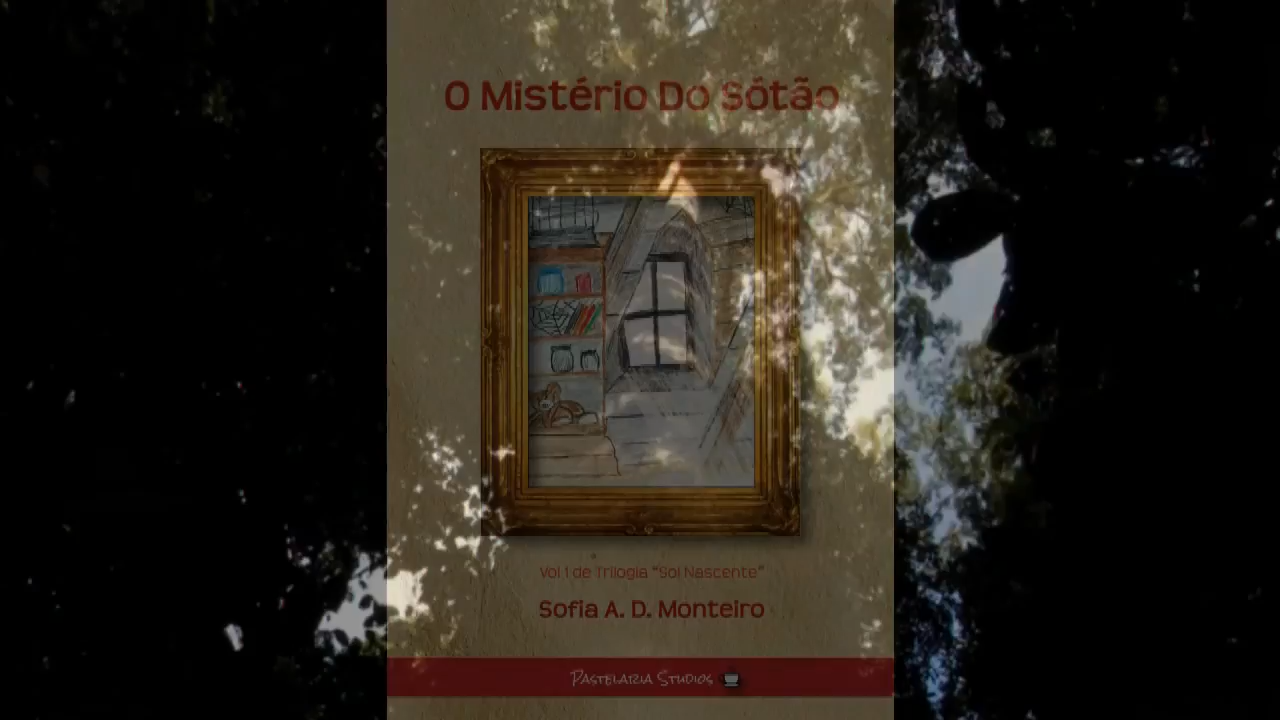 O Mistério Do Sótão
Vol 1 de Trilogia "Sol Nascente"
Sofia A. D. Monteiro
Pastelaria Studios